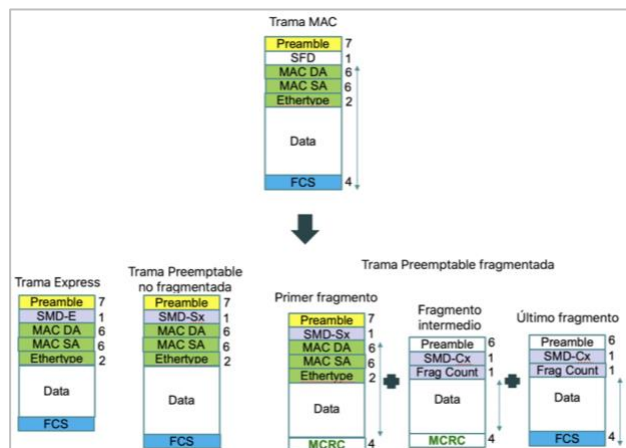 Trama MAC
Preamble 7
SFD 1
MAC DA 6
MAC SA 6
Ethertype 2
Data
FCS 4
Trama Express
Preamble 7
SMD-E 1
MAC DA 6
MAC SA 6
Ethertype 2
Data
FCS
Trama Preemptable
no fragmentada
Preamble 7
SMD-Sx 1
MAC DA 6
MAC SA 6
Ethertype 2
Data
FCS
Trama Preemptable fragmentada
Primer fragmento
Preamble 7
SMD-Sx 1
MAC DA 6
MAC SA 6
Ethertype 2
Data
MCRC 4
Fragmento
intermedio
Preamble 6
SMD-Cx 1
Frag Count 1
Data
MCRC 4
Último fragmento
Preamble 6
SMD-Cx 1
Frag Count 1
Data
FCS 4